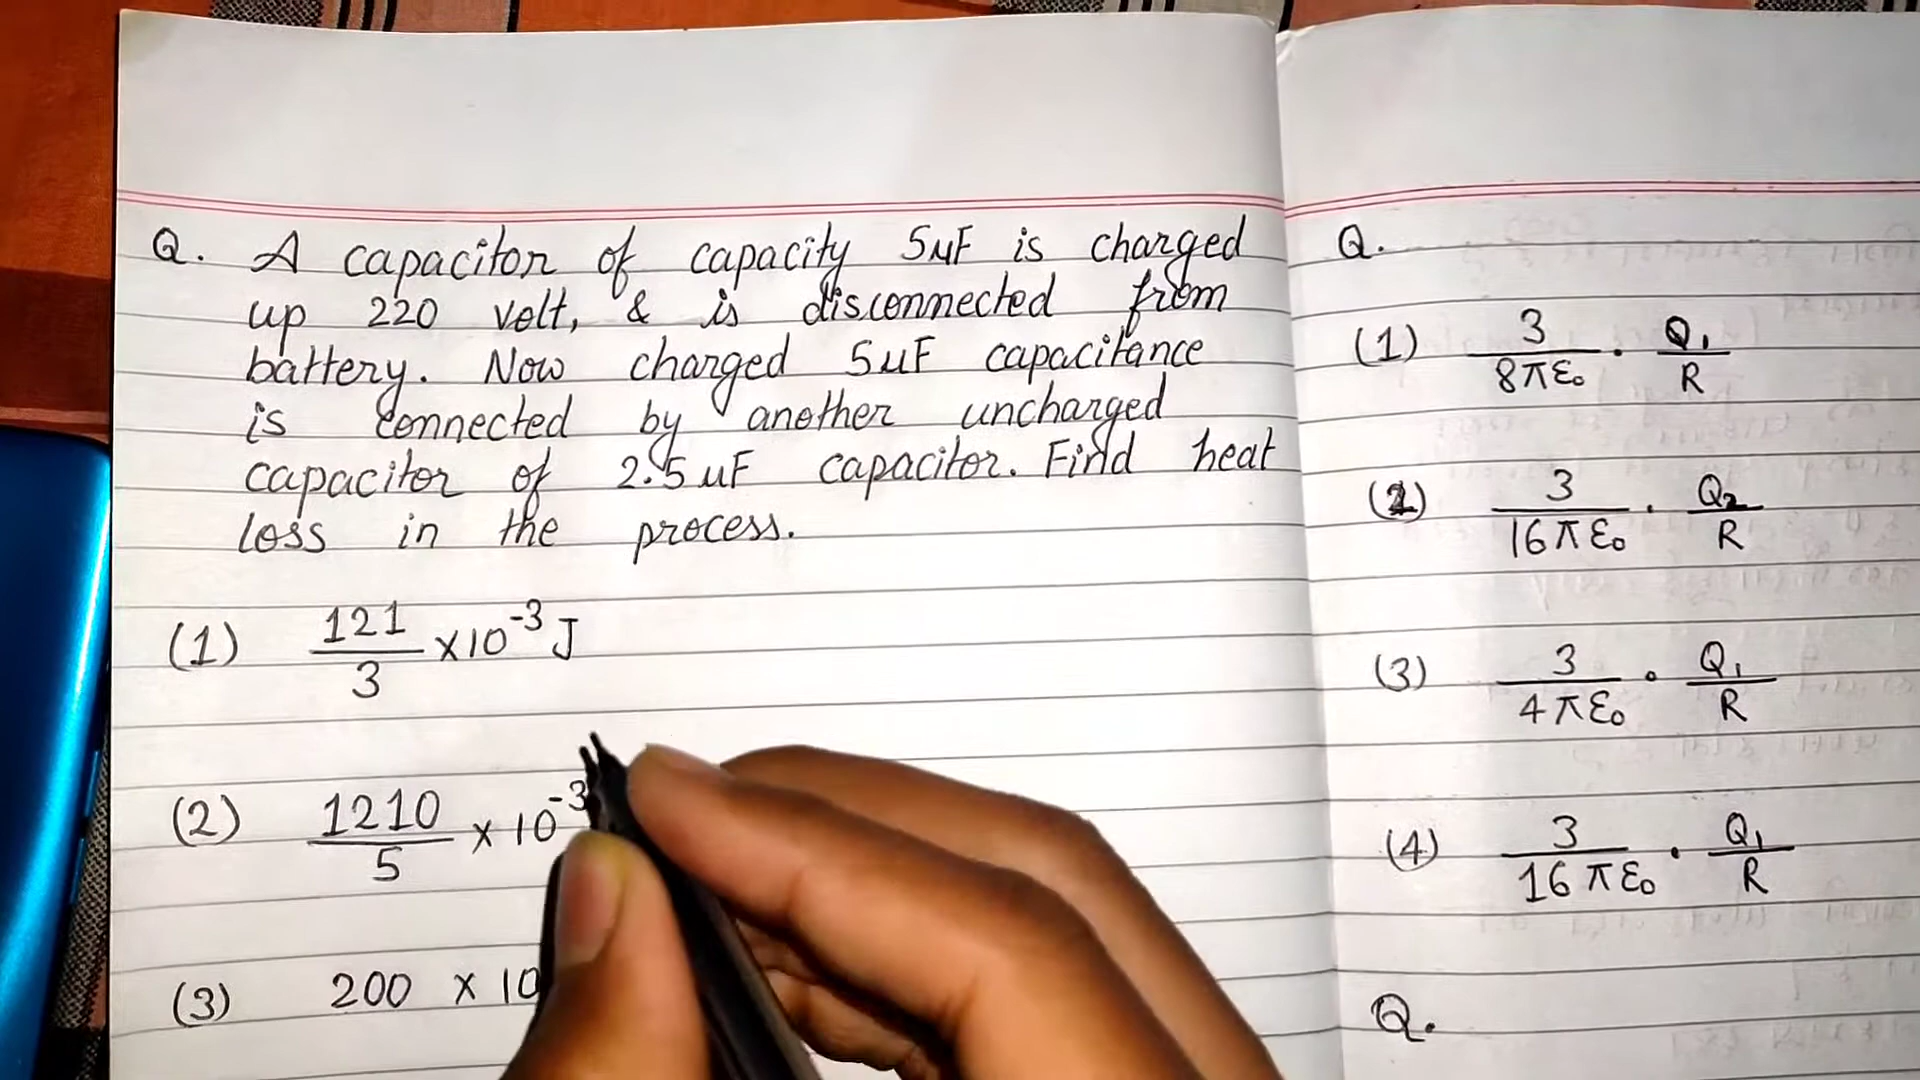 Q. A capacitor of capacity 5μF is charged
up 220 volt, & is disconnected from
battery. Now charged 5μF capacitance
is connected by another uncharged
capacitor of 2.5μF capacitor. Find heat
loss in the process.
(1) 121/3 ×10⁻³ J
(2) 1210/5 × 10⁻³
(3) 200 × 10
Q.
(1) 3/8πε₀ · Q₁/R
(2) 3/16πε₀ · Q₂/R
(3) 3/4πε₀ · Q₁/R
(4) 3/16πε₀ · Q₁/R
Q.